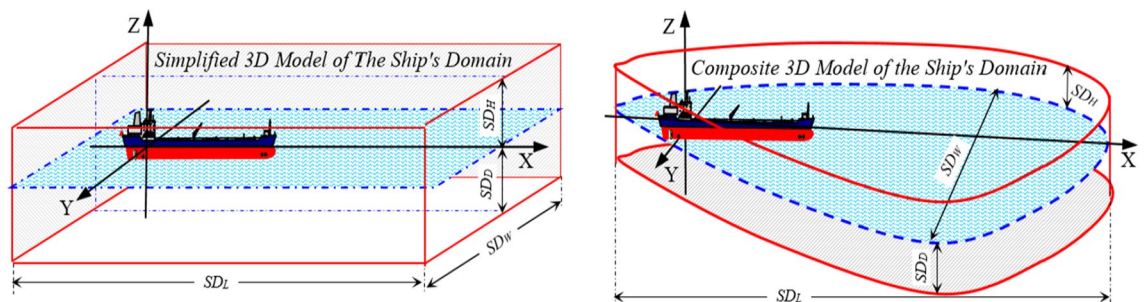 Z
Simplified 3D Model of The Ship's Domain
SDH
X
Y
SDD
SDW
SDL
Z
Composite 3D Model of the Ship's Domain
SDH
X
Y
SDW
SDD
SDL